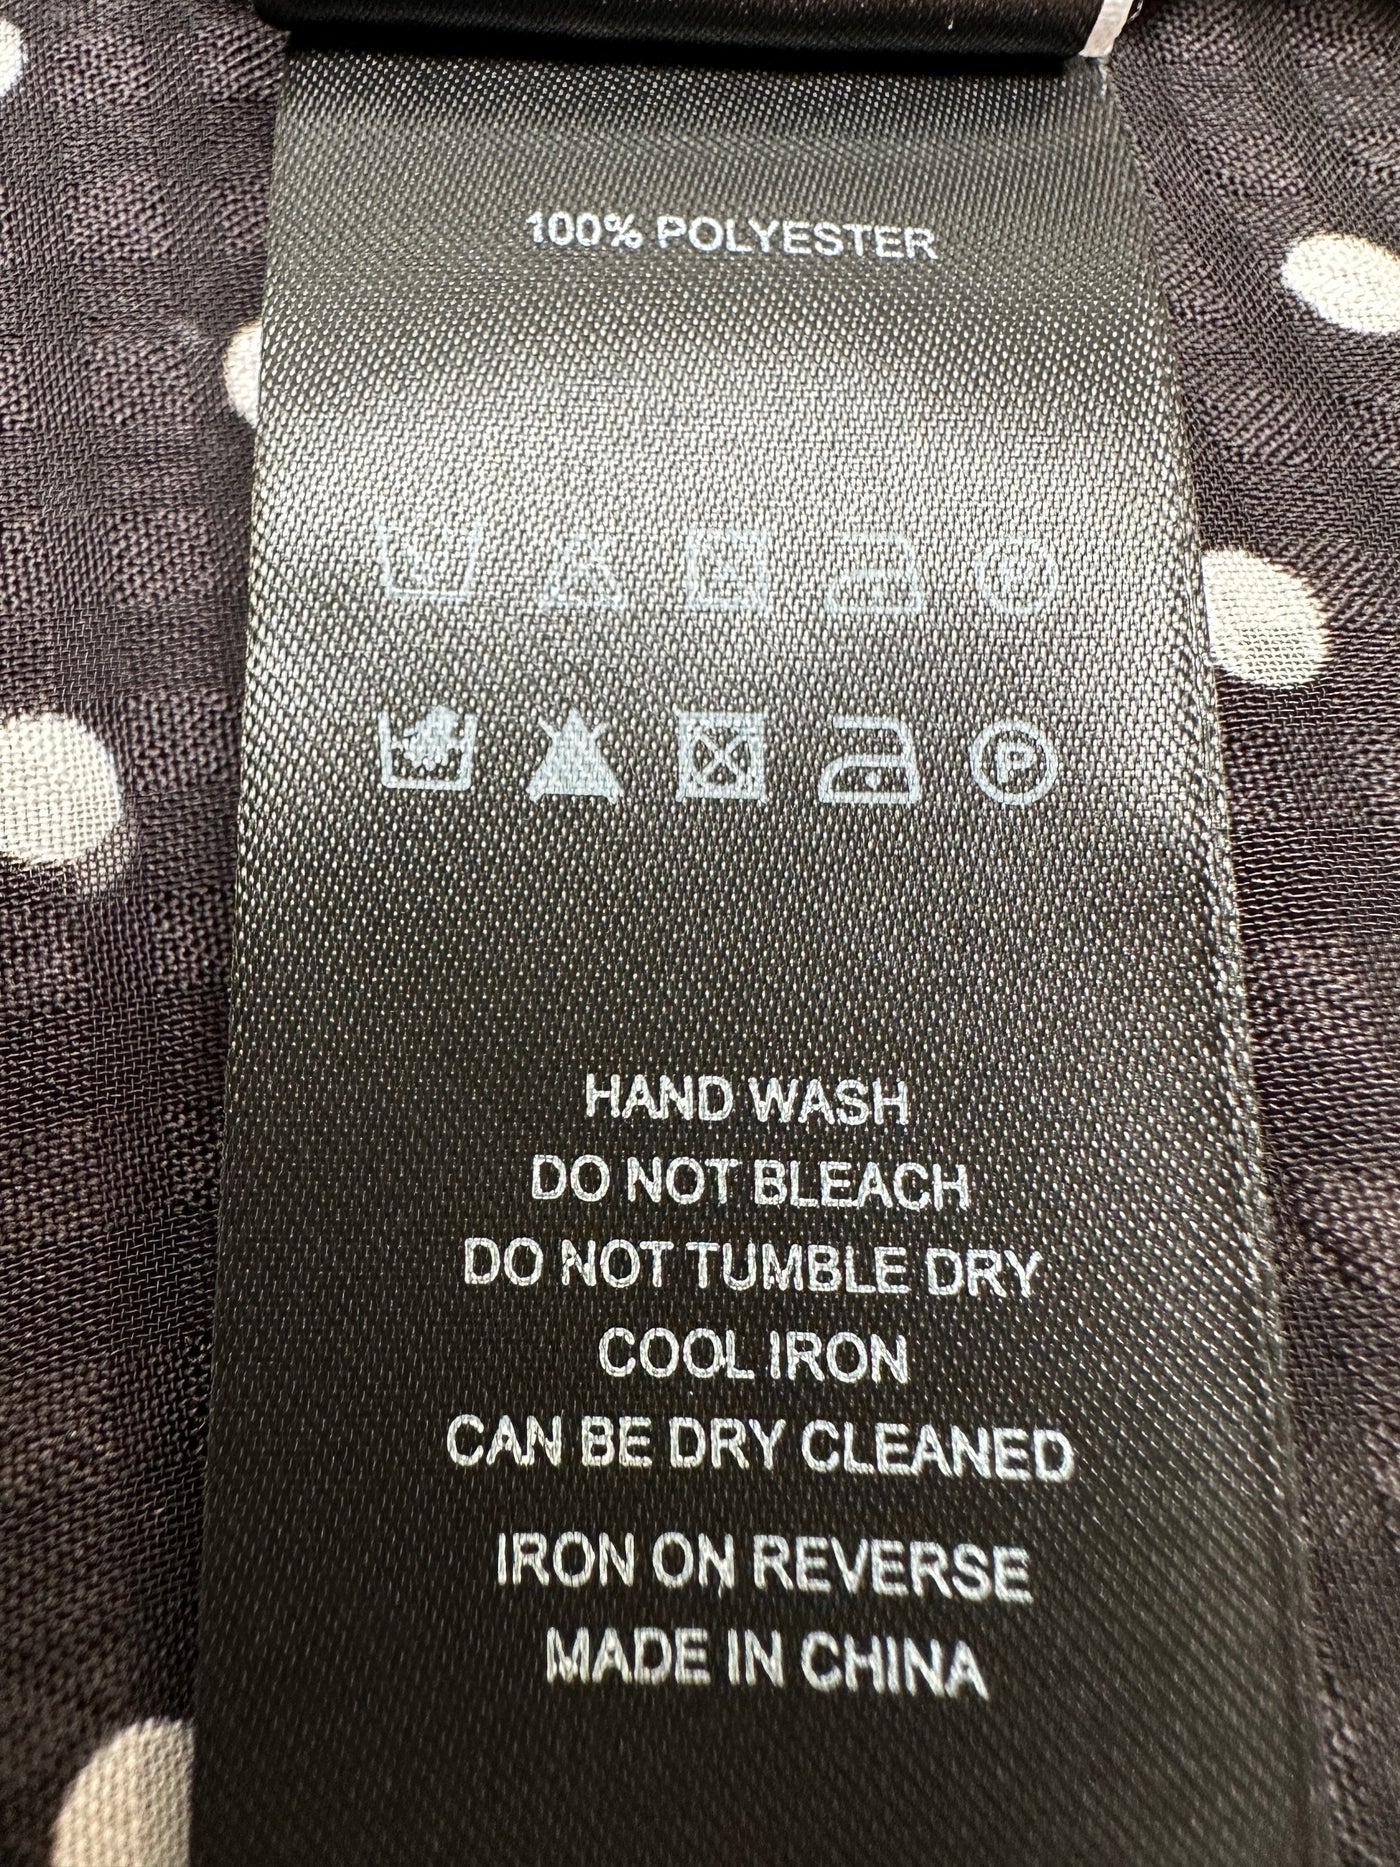 100% POLYESTER
P
P
HAND WASH
DO NOT BLEACH
DO NOT TUMBLE DRY
COOL IRON
CAN BE DRY CLEANED
IRON ON REVERSE
MADE IN CHINA